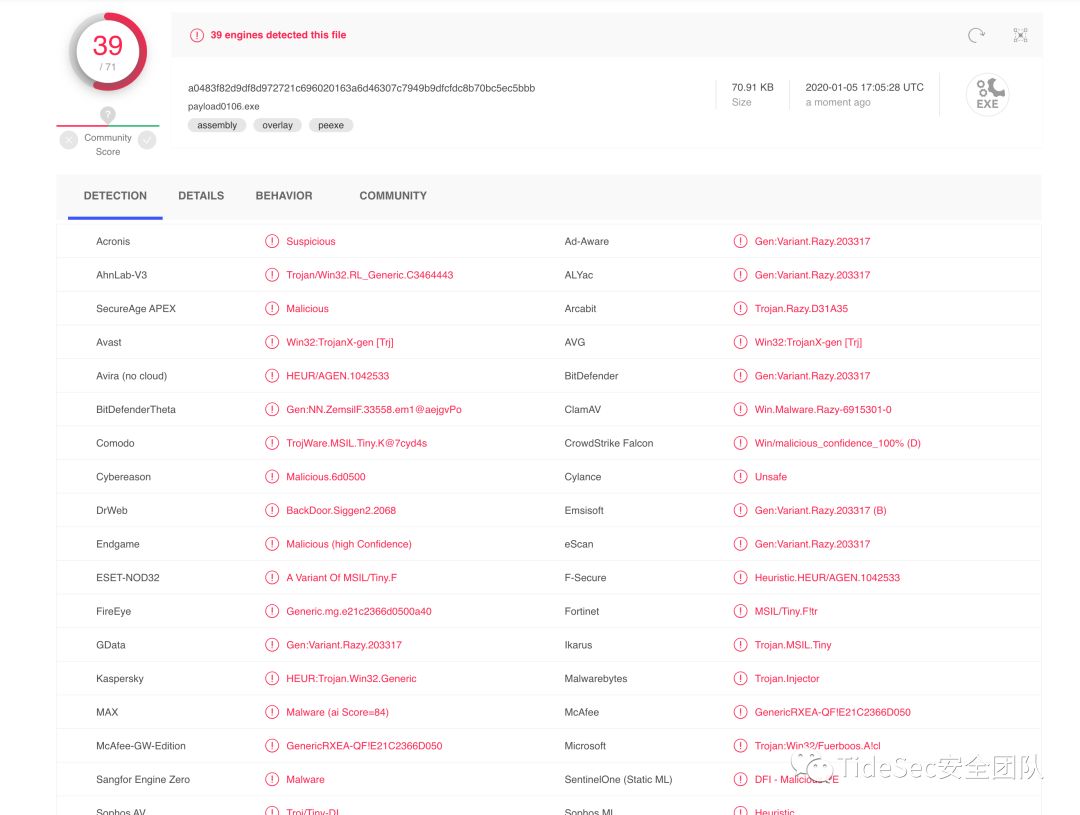 39
/ 71
39 engines detected this file
?
Community
Score
a0483f82d9df8d972721c696020163a6d46307c7949b9dfcfdc8b70bc5ec5bbb
payload0106.exe
assembly overlay peexe
70.91 KB
Size
2020-01-05 17:05:28 UTC
a moment ago
EXE
DETECTION DETAILS BEHAVIOR COMMUNITY
Acronis Suspicious Ad-Aware Gen:Variant.Razy.203317
AhnLab-V3 Trojan/Win32.RL_Generic.C3464443 ALYac Gen:Variant.Razy.203317
SecureAge APEX Malicious Arcabit Trojan.Razy.D31A35
Avast Win32:TrojanX-gen [Trj] AVG Win32:TrojanX-gen [Trj]
Avira (no cloud) HEUR/AGEN.1042533 BitDefender Gen:Variant.Razy.203317
BitDefenderTheta Gen:NN.ZemsilF.33558.em1@aejgvPo ClamAV Win.Malware.Razy-6915301-0
Comodo TrojWare.MSIL.Tiny.K@7cyd4s CrowdStrike Falcon Win/malicious_confidence_100% (D)
Cybereason Malicious.6d0500 Cylance Unsafe
DrWeb BackDoor.Siggen2.2068 Emsisoft Gen:Variant.Razy.203317 (B)
Endgame Malicious (high Confidence) eScan Gen:Variant.Razy.203317
ESET-NOD32 A Variant Of MSIL/Tiny.F F-Secure Heuristic.HEUR/AGEN.1042533
FireEye Generic.mg.e21c2366d0500a40 Fortinet MSIL/Tiny.F!tr
GData Gen:Variant.Razy.203317 Ikarus Trojan.MSIL.Tiny
Kaspersky HEUR:Trojan.Win32.Generic Malwarebytes Trojan.Injector
MAX Malware (ai Score=84) McAfee GenericRXEA-QF!E21C2366D050
McAfee-GW-Edition GenericRXEA-QF!E21C2366D050 Microsoft Trojan:Win32/Fuerboos.A!cl
Sangfor Engine Zero Malware SentinelOne (Static ML) DFI - Malicious PE
TideSec安全团队
Sophos AV Troj/Tiny-DL Sophos ML Heuristic